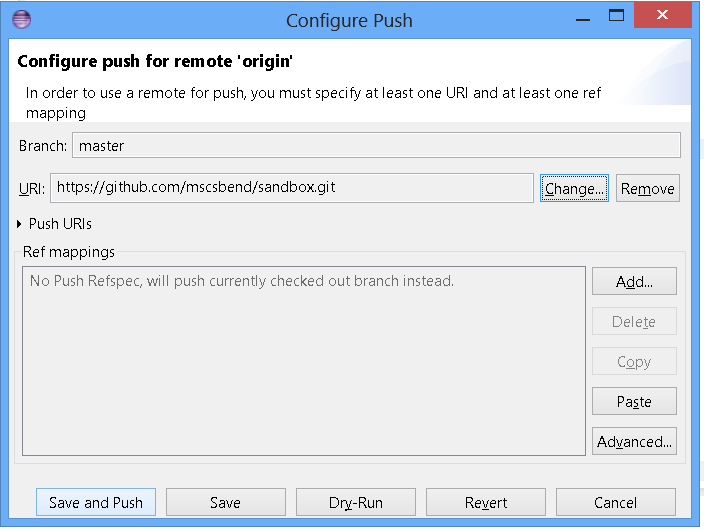 Configure Push
Configure push for remote 'origin'
In order to use a remote for push, you must specify at least one URI and at least one ref
mapping
Branch: master
URI: https://github.com/mscsbend/sandbox.git Change... Remove
Push URIs
Ref mappings
No Push Refspec, will push currently checked out branch instead.
Add...
Delete
Copy
Paste
Advanced...
Save and Push Save Dry-Run Revert Cancel